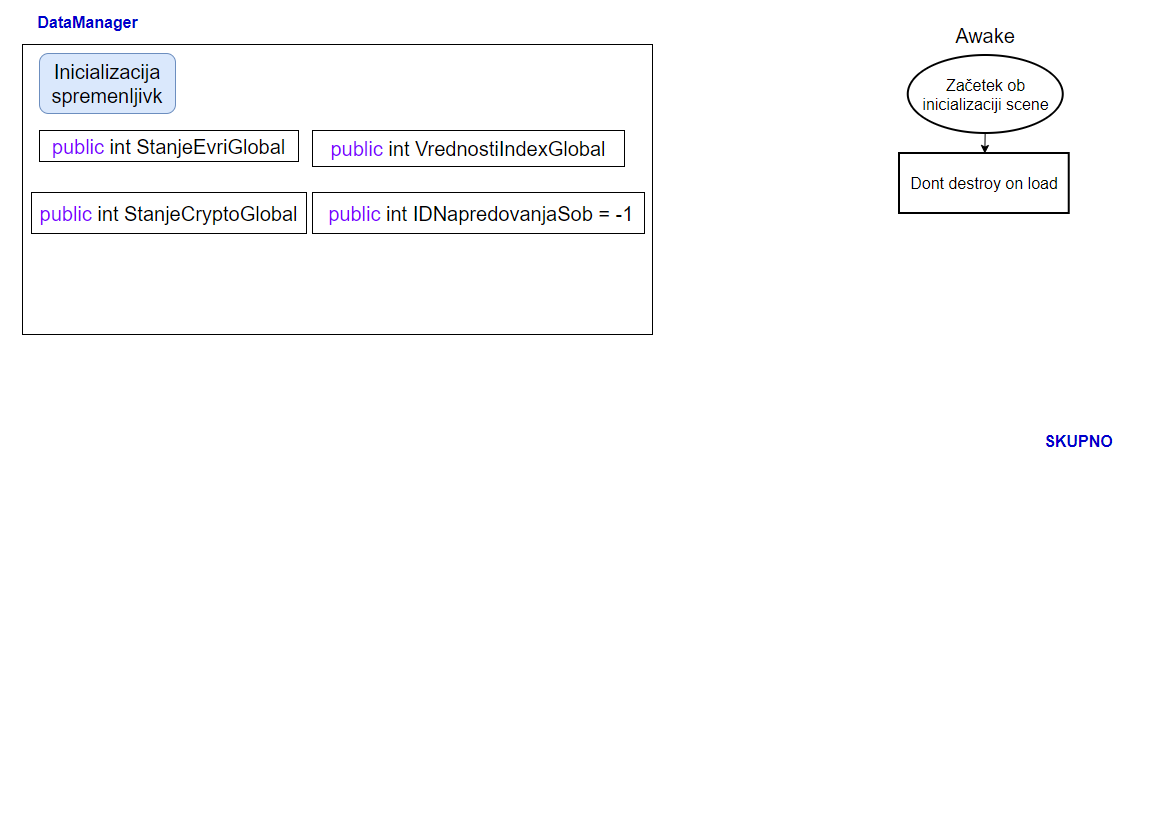 DataManager
Inicializacija
spremenljivk
public int StanjeEvriGlobal
public int VrednostiIndexGlobal
public int StanjeCryptoGlobal
public int IDNapredovanjaSob = -1
Awake
Začetek ob
inicializaciji scene
Dont destroy on load
SKUPNO